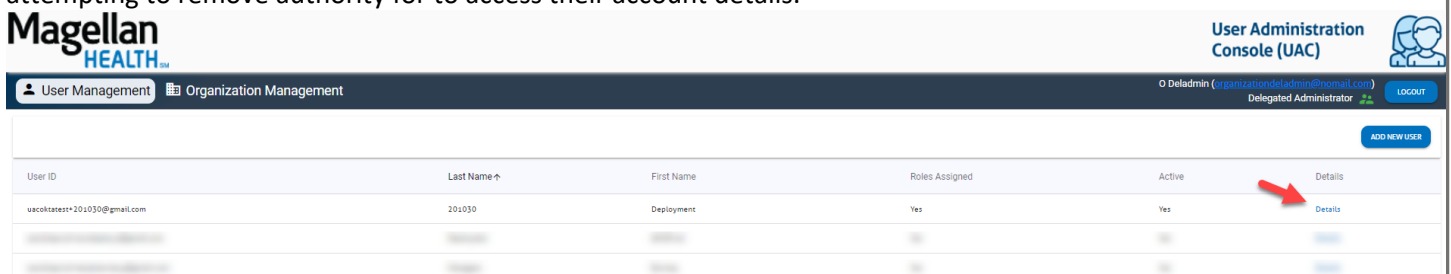 attempting to remove authority for to access their account details.
Magellan
HEALTH℠
User Administration
Console (UAC)
User Management
Organization Management
O Deladmin (organizationdeladmin@nomail.com)
Delegated Administrator
LOGOUT
ADD NEW USER
User ID Last Name↑ First Name Roles Assigned Active Details
uacoktatest+201030@gmail.com 201030 Deployment Yes Yes Details